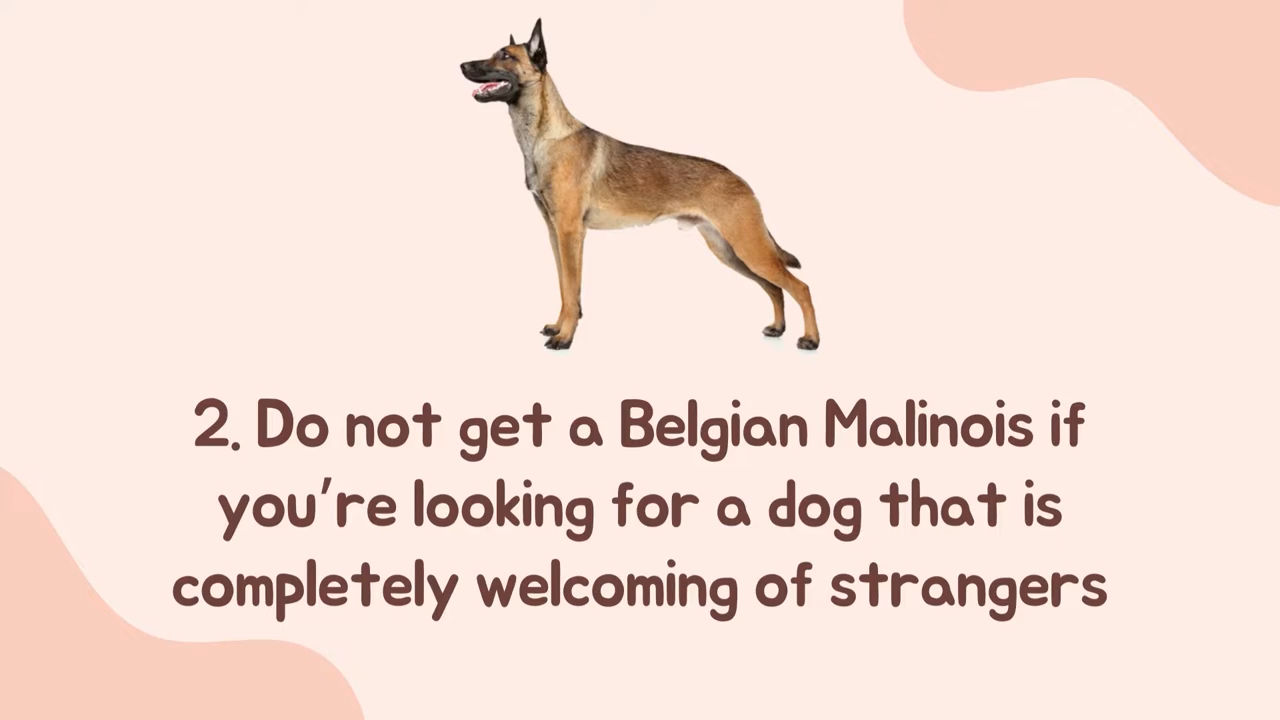 2. Do not get a Belgian Malinois if
you're looking for a dog that is
completely welcoming of strangers